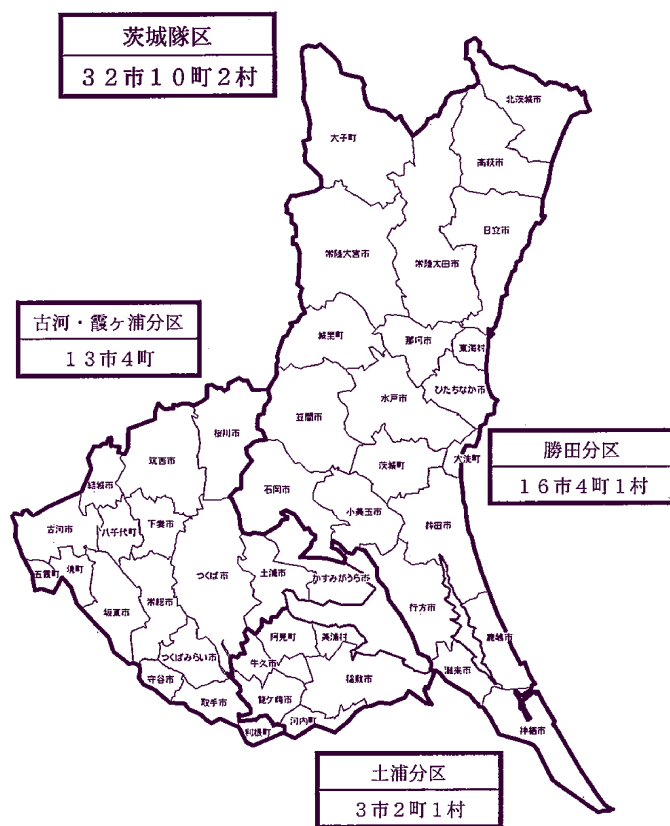 茨城隊区
32市10町2村
北茨城市
大子町
高萩市
日立市
常陸大宮市
常陸太田市
古河・霞ヶ浦分区
13市4町
城里町
那珂市
東海村
ひたちなか市
水戸市
笠間市
桜川市
勝田分区
16市4町1村
筑西市
茨城町
大洗町
結城市
石岡市
小美玉市
鉾田市
古河市
八千代町
下妻市
五霞町
境町
つくば市
土浦市
かすみがうら市
坂東市
常総市
行方市
阿見町
美浦村
鹿嶋市
つくばみらい市
牛久市
潮来市
守谷市
稲敷市
取手市
龍ケ崎市
河内町
利根町
神栖市
土浦分区
3市2町1村